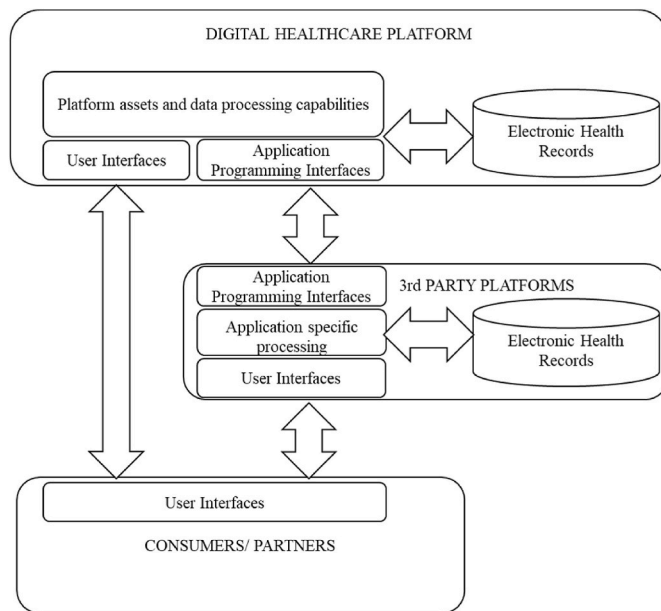 DIGITAL HEALTHCARE PLATFORM
Platform assets and data processing capabilities
Electronic Health
Records
User Interfaces
Application
Programming Interfaces
Application
Programming Interfaces
3rd PARTY PLATFORMS
Application specific
processing
Electronic Health
Records
User Interfaces
User Interfaces
CONSUMERS/ PARTNERS